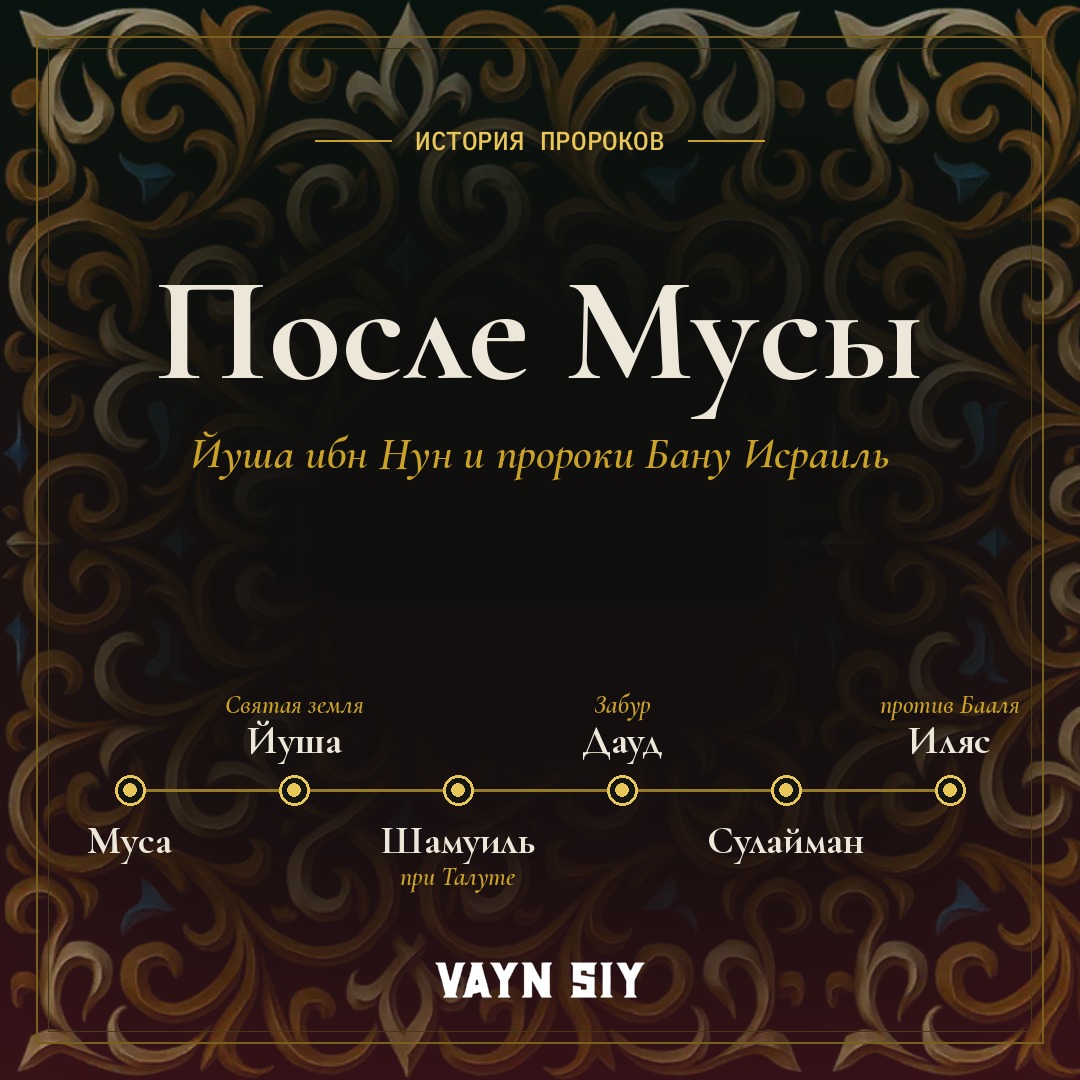 ИСТОРИЯ ПРОРОКОВ
После Мусы
Йуша ибн Нун и пророки Бану Исраиль
Святая земля
Йуша
Забур
Дауд
против Бааля
Иляс
Муса
Шамуиль
при Талуте
Сулайман
VAYN SIY